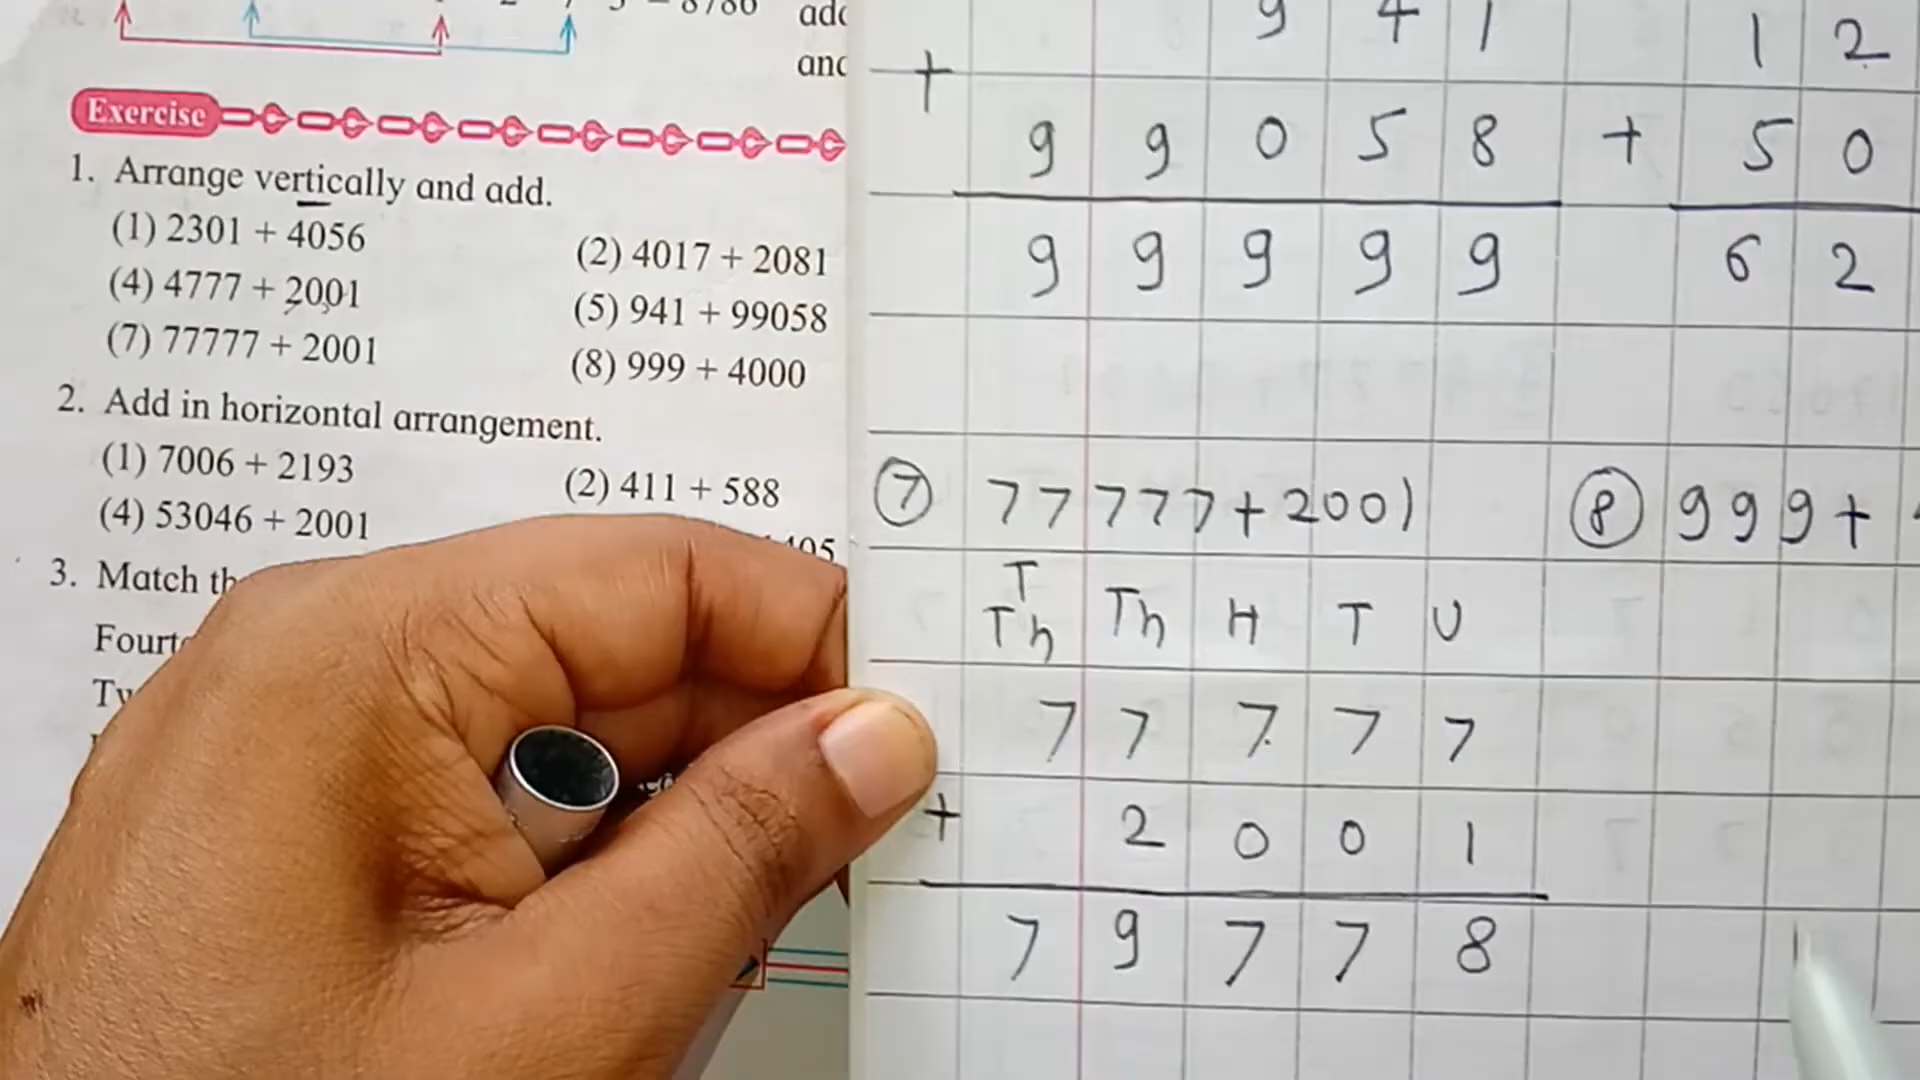 8780
Exercise
1. Arrange vertically and add.
(1) 2301 + 4056
(2) 4017 + 2081
(4) 4777 + 2001
(5) 941 + 99058
(7) 77777 + 2001
(8) 999 + 4000
2. Add in horizontal arrangement.
(1) 7006 + 2193
(2) 411 + 588
(4) 53046 + 2001
3. Match
9 4 1
+
9 9 0 5 8
9 9 9 9 9
1 2
+ 5 0
6 2
⑦ 77777+2001
T
Th Th H T U
7 7 7 7 7
+ 2 0 0 1
7 9 7 7 8
⑧ 999+